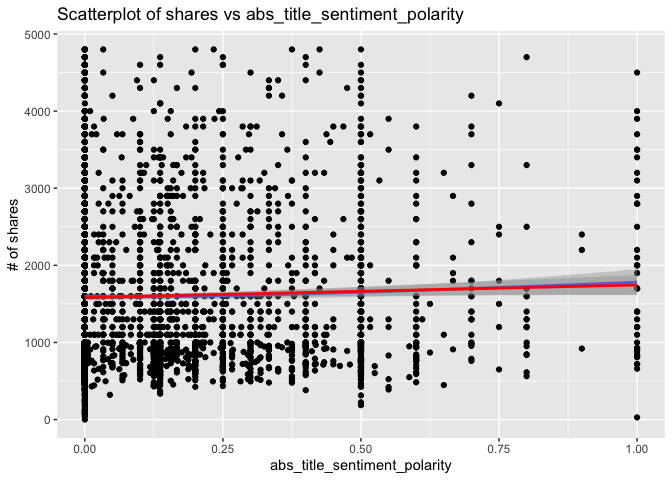 Scatterplot of shares vs abs_title_sentiment_polarity
5000
4000
3000
2000
1000
0
# of shares
0.00 0.25 0.50 0.75 1.00
abs_title_sentiment_polarity